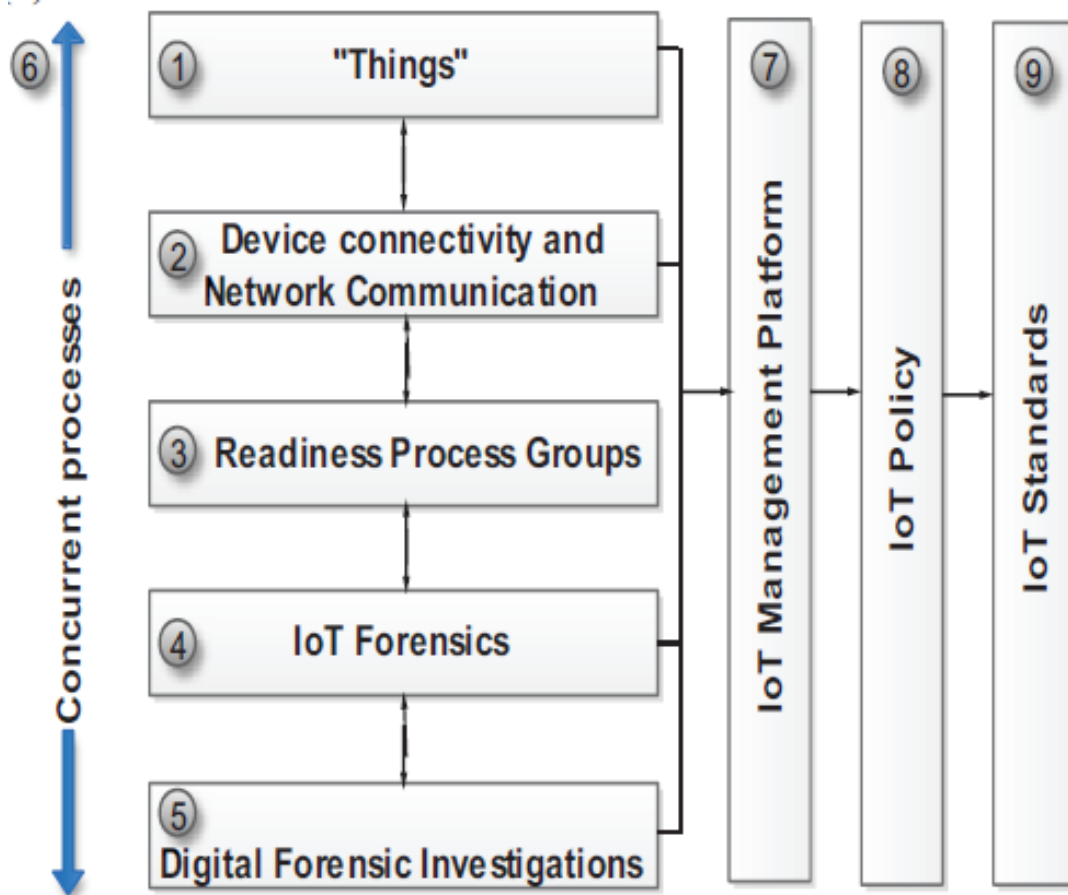 6
Concurrent processes
1
"Things"
2
Device connectivity and
Network Communication
3
Readiness Process Groups
4
IoT Forensics
5
Digital Forensic Investigations
7
IoT Management Platform
8
IoT Policy
9
IoT Standards